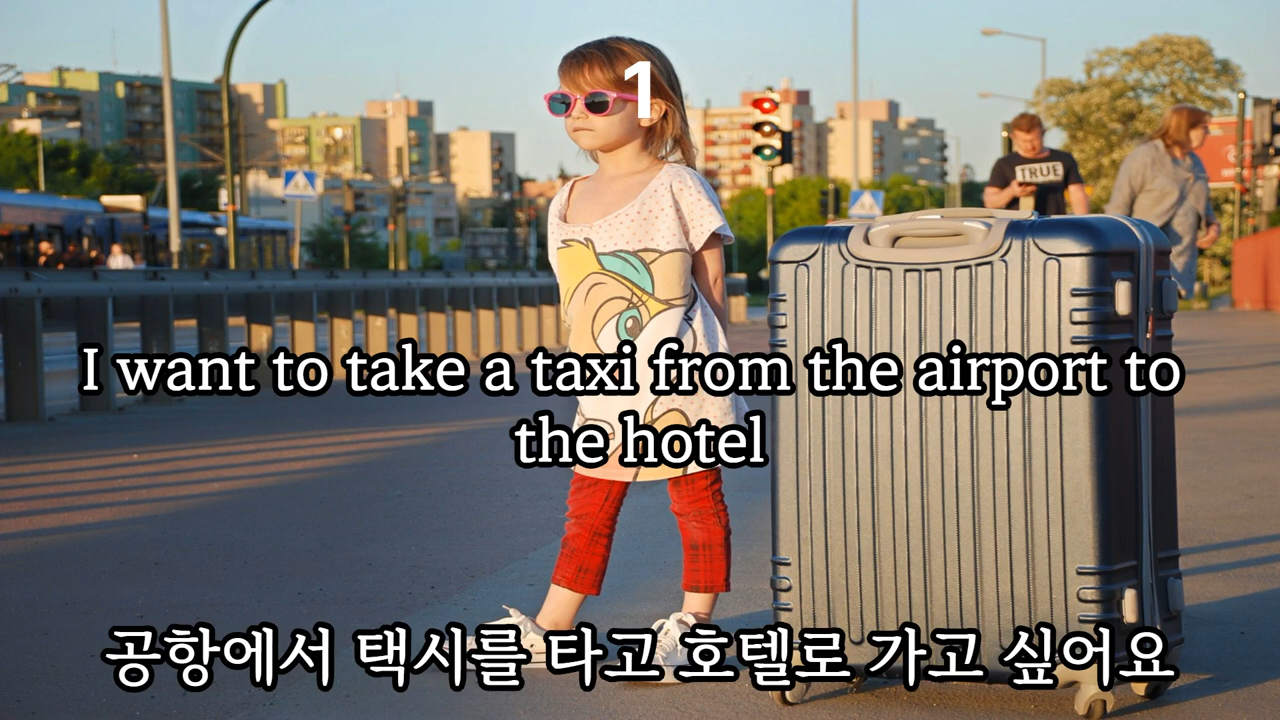 1
TRUE
I want to take a taxi from the airport to
the hotel
공항에서 택시를 타고 호텔로 가고 싶어요